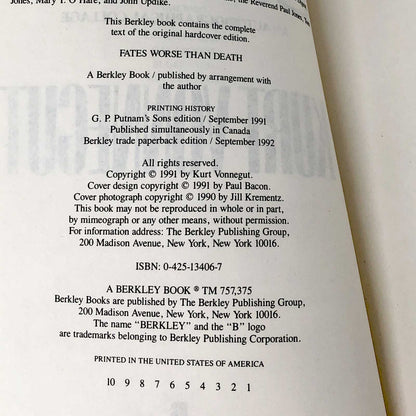 Jones, Mary T. O'Hare, and John Updike. the Reverend Paul Jones,
This Berkley book contains the complete
text of the original hardcover edition.
FATES WORSE THAN DEATH
A Berkley Book / published by arrangement with
the author
PRINTING HISTORY
G. P. Putnam's Sons edition / September 1991
Published simultaneously in Canada
Berkley trade paperback edition / September 1992
All rights reserved.
Copyright © 1991 by Kurt Vonnegut.
Cover design copyright © 1991 by Paul Bacon.
Cover photograph copyright © 1990 by Jill Krementz.
This book may not be reproduced in whole or in part,
by mimeograph or any other means, without permission.
For information address: The Berkley Publishing Group,
200 Madison Avenue, New York, New York 10016.
ISBN: 0-425-13406-7
A BERKLEY BOOK ® TM 757,375
Berkley Books are published by The Berkley Publishing Group,
200 Madison Avenue, New York, New York 10016.
The name "BERKLEY" and the "B" logo
are trademarks belonging to Berkley Publishing Corporation.
PRINTED IN THE UNITED STATES OF AMERICA
10 9 8 7 6 5 4 3 2 1